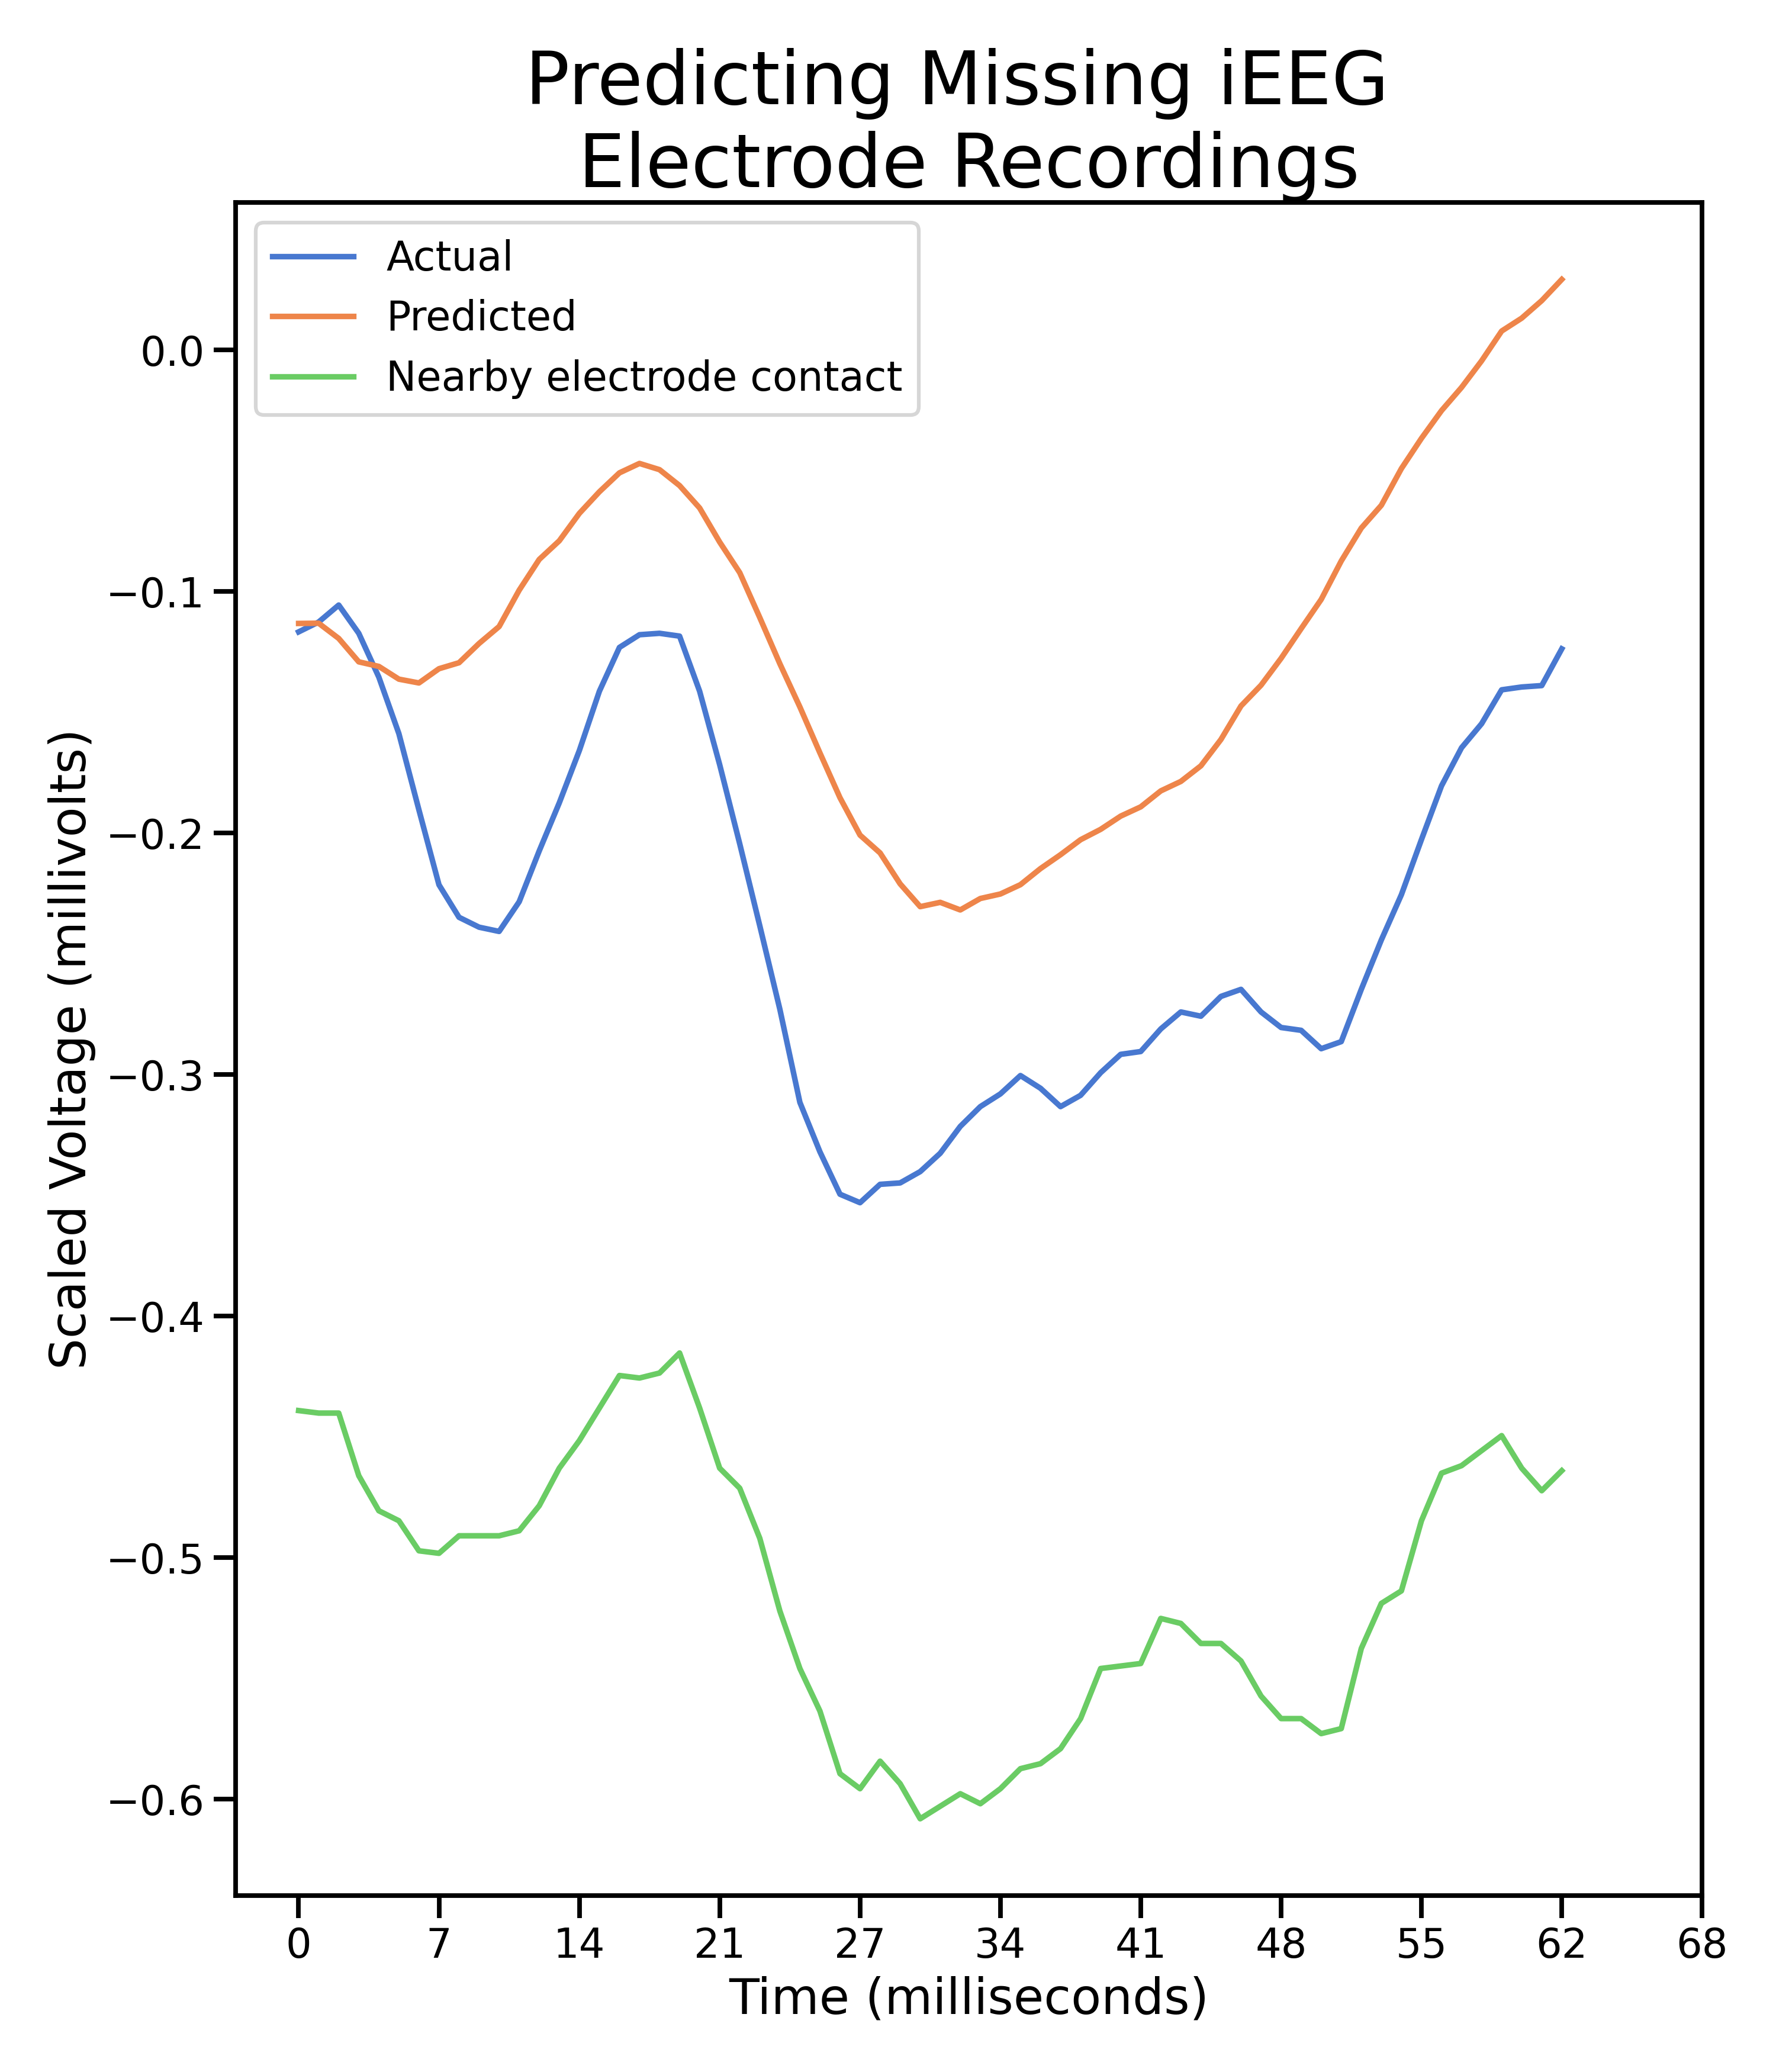 Predicting Missing iEEG
Electrode Recordings
Actual
Predicted
Nearby electrode contact
Scaled Voltage (millivolts)
0.0
−0.1
−0.2
−0.3
−0.4
−0.5
−0.6
0 7 14 21 27 34 41 48 55 62 68
Time (milliseconds)